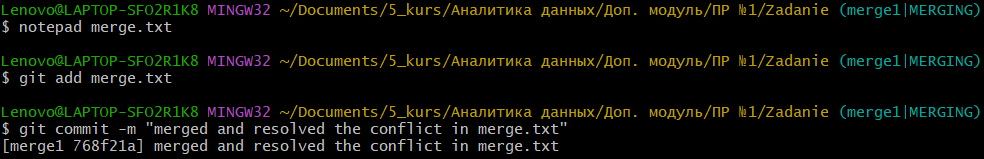 Lenovo@LAPTOP-SFO2R1K8 MINGW32 ~/Documents/5_kurs/Аналитика данных/Доп. модуль/ПР №1/Zadanie (merge1|MERGING)
$ notepad merge.txt
Lenovo@LAPTOP-SFO2R1K8 MINGW32 ~/Documents/5_kurs/Аналитика данных/Доп. модуль/ПР №1/Zadanie (merge1|MERGING)
$ git add merge.txt
Lenovo@LAPTOP-SFO2R1K8 MINGW32 ~/Documents/5_kurs/Аналитика данных/Доп. модуль/ПР №1/Zadanie (merge1|MERGING)
$ git commit -m "merged and resolved the conflict in merge.txt"
[merge1 768f21a] merged and resolved the conflict in merge.txt